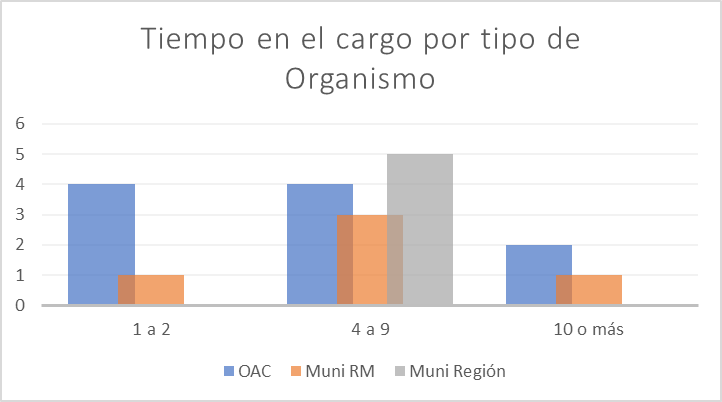 Tiempo en el cargo por tipo de
Organismo
6
5
4
3
2
1
0
1 a 2 4 a 9 10 o más
OAC Muni RM Muni Región